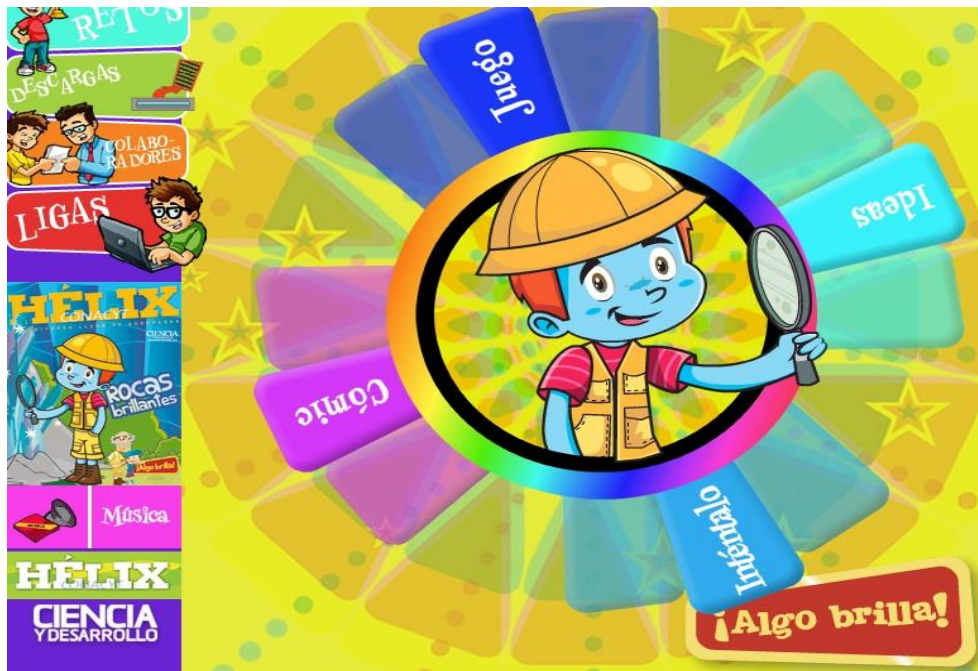 RETOS
DESCARGAS
COLABO-
RADORES
LIGAS
HÉLIX
CONACYT
CIENCIA
ROCAS
brillantes
¡Algo brilla!
Música
HÉLIX
CIENCIA
Y DESARROLLO
Juego
Ideas
Cómic
Inténtalo
¡Algo brilla!